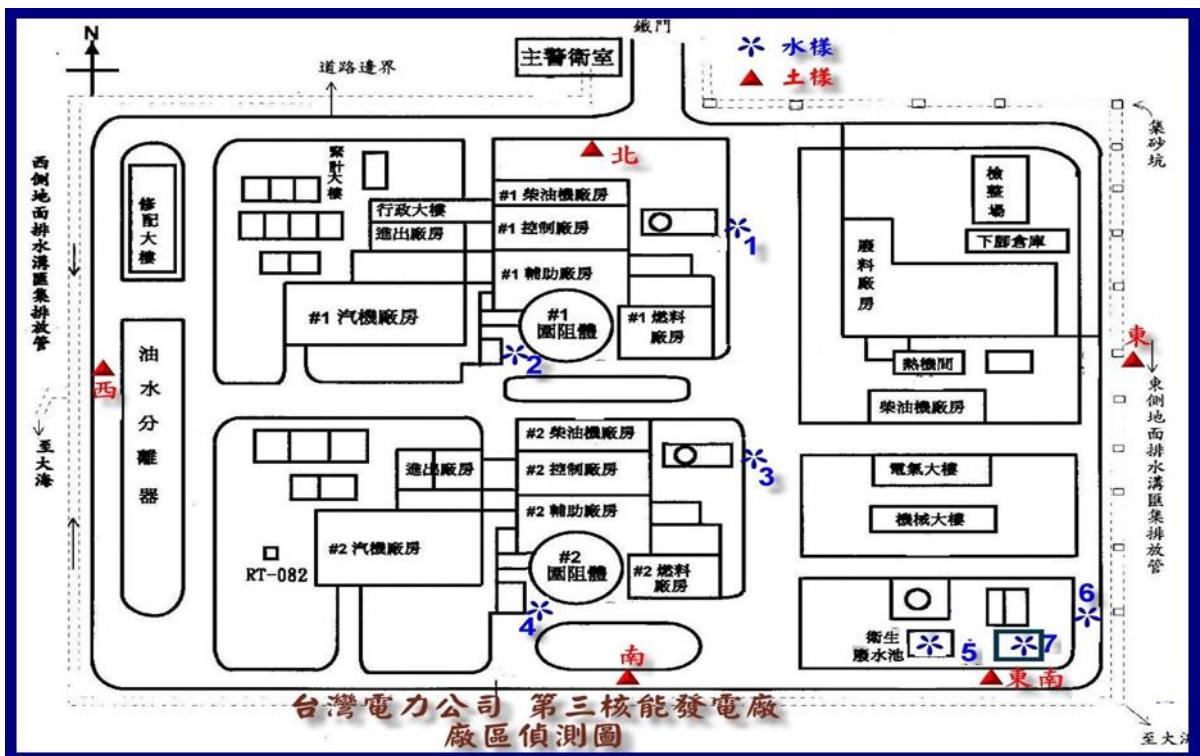 鐵門
N
主警衛室
水樣
土樣
道路邊界
集砂坑
西側地面排水溝匯集排放管
修配大樓
北
行政大樓
進出廠房
#1 柴油機廠房
#1 控制廠房
#1 輔助廠房
1
檢整場
下腳倉庫
廢料廠房
#1 汽機廠房
#1
圍阻體
#1 燃料
廠房
2
東
熱機間
西
油水分離器
柴油機廠房
東側地面排水溝匯集排放管
至大海
#2 柴油機廠房
進出廠房
#2 控制廠房
3
電氣大樓
#2 輔助廠房
機械大樓
#2 汽機廠房
RT-082
#2
圍阻體
#2 燃料
廠房
4
6
衛生
廢水池
5
7
南
東南
台灣電力公司 第三核能發電廠
廠區偵測圖
至大